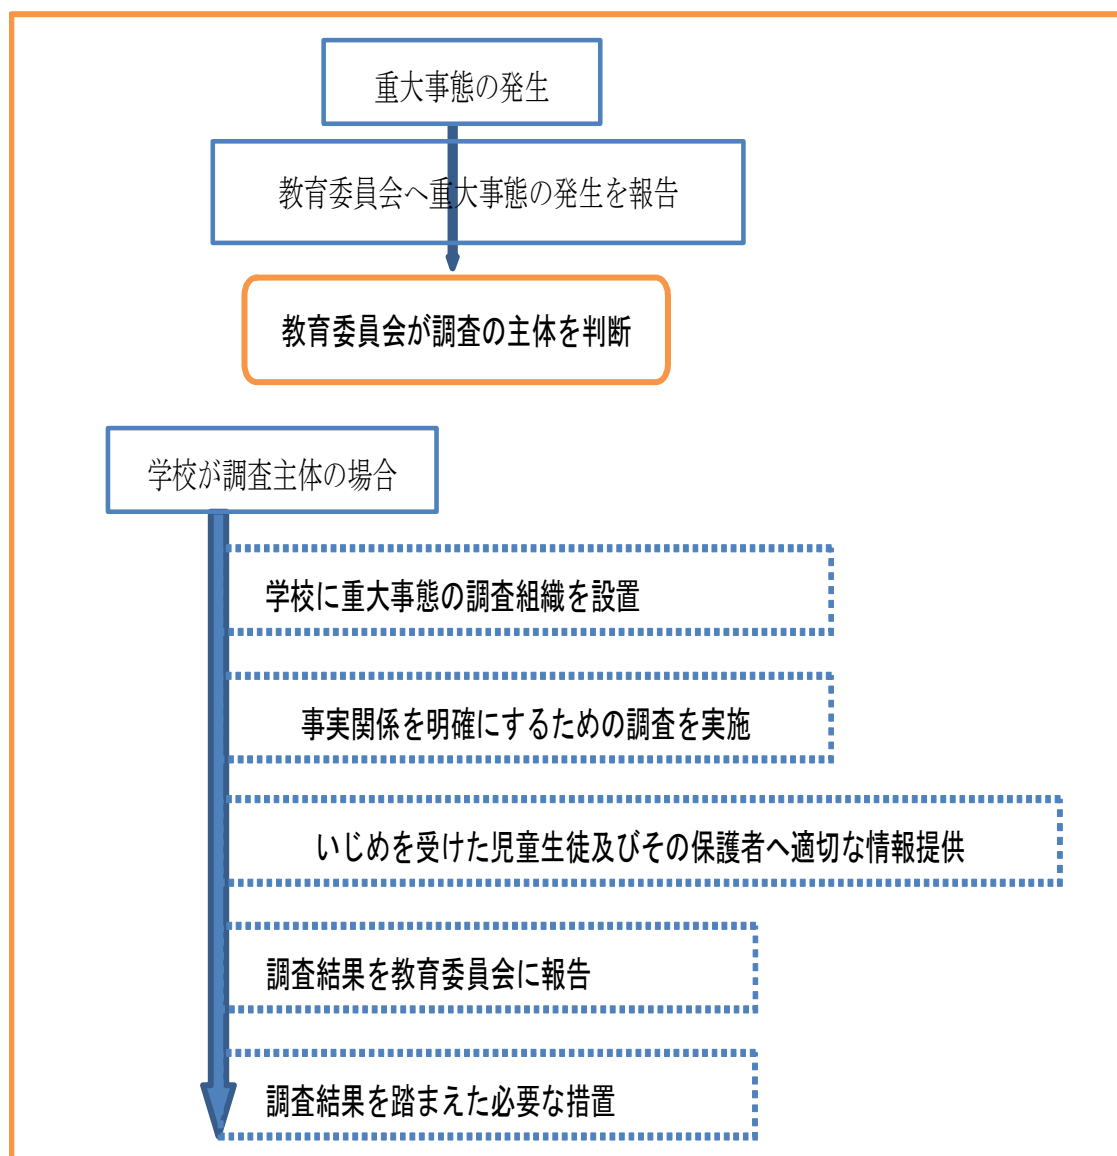 重大事態の発生
教育委員会へ重大事態の発生を報告
教育委員会が調査の主体を判断
学校が調査主体の場合
学校に重大事態の調査組織を設置
事実関係を明確にするための調査を実施
いじめを受けた児童生徒及びその保護者へ適切な情報提供
調査結果を教育委員会に報告
調査結果を踏まえた必要な措置